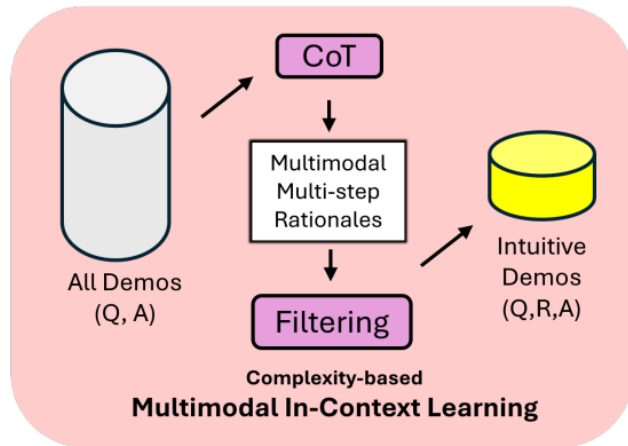 CoT
Multimodal
Multi-step
Rationales
All Demos
(Q, A)
Intuitive
Demos
(Q,R,A)
Filtering
Complexity-based
Multimodal In-Context Learning